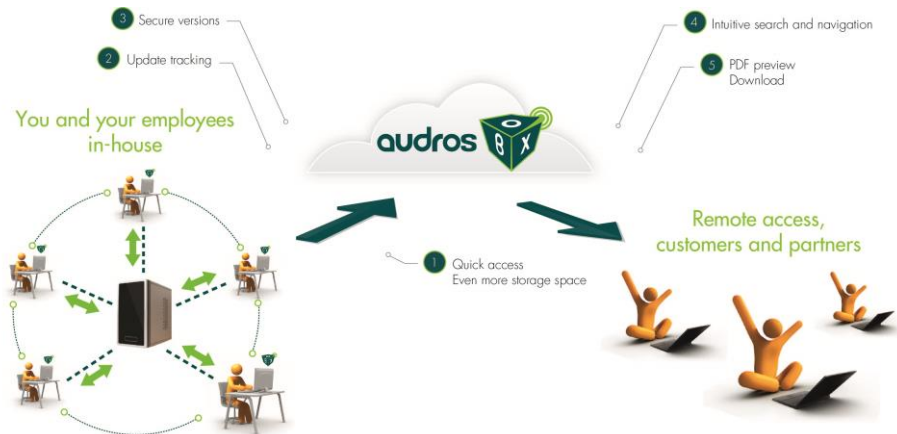 3 Secure versions
2 Update tracking
4 Intuitive search and navigation
5 PDF preview
Download
You and your employees
in-house
audros
B O X
Remote access,
customers and partners
1 Quick access
Even more storage space